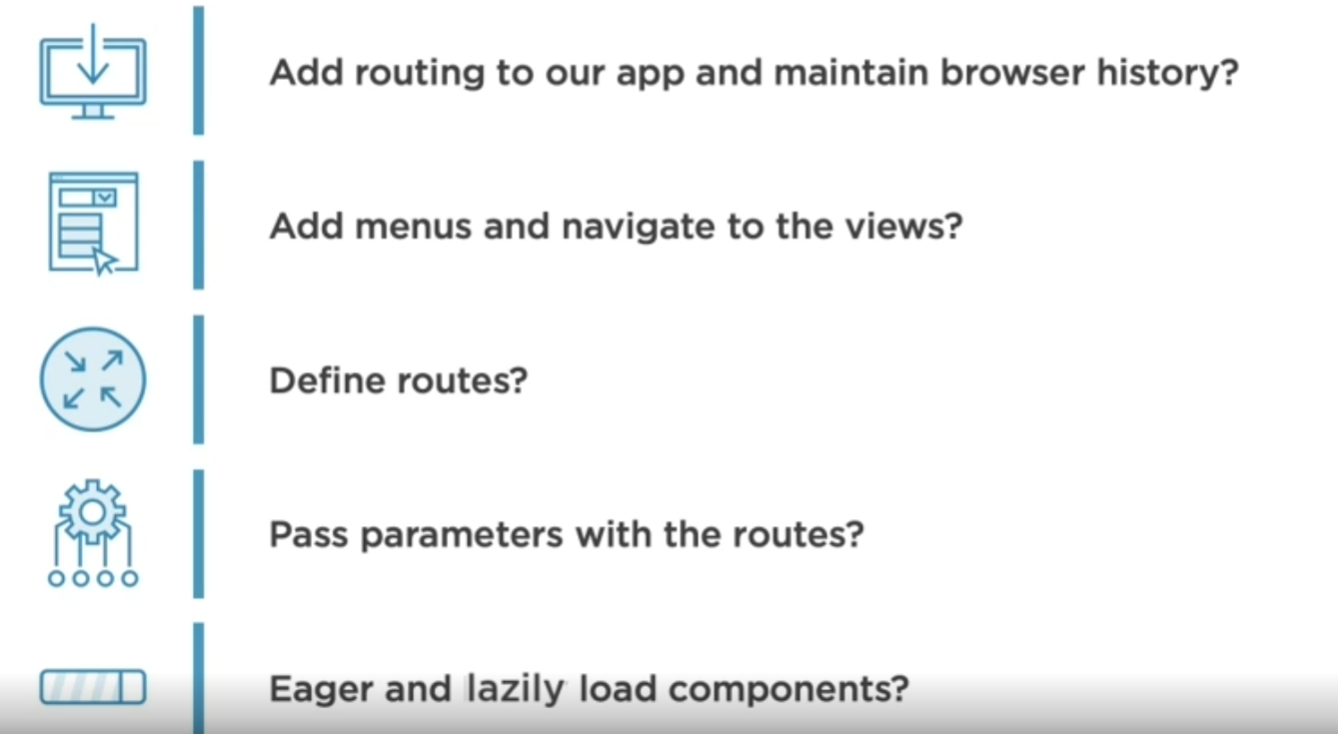 Add routing to our app and maintain browser history?
Add menus and navigate to the views?
Define routes?
Pass parameters with the routes?
Eager and lazily load components?